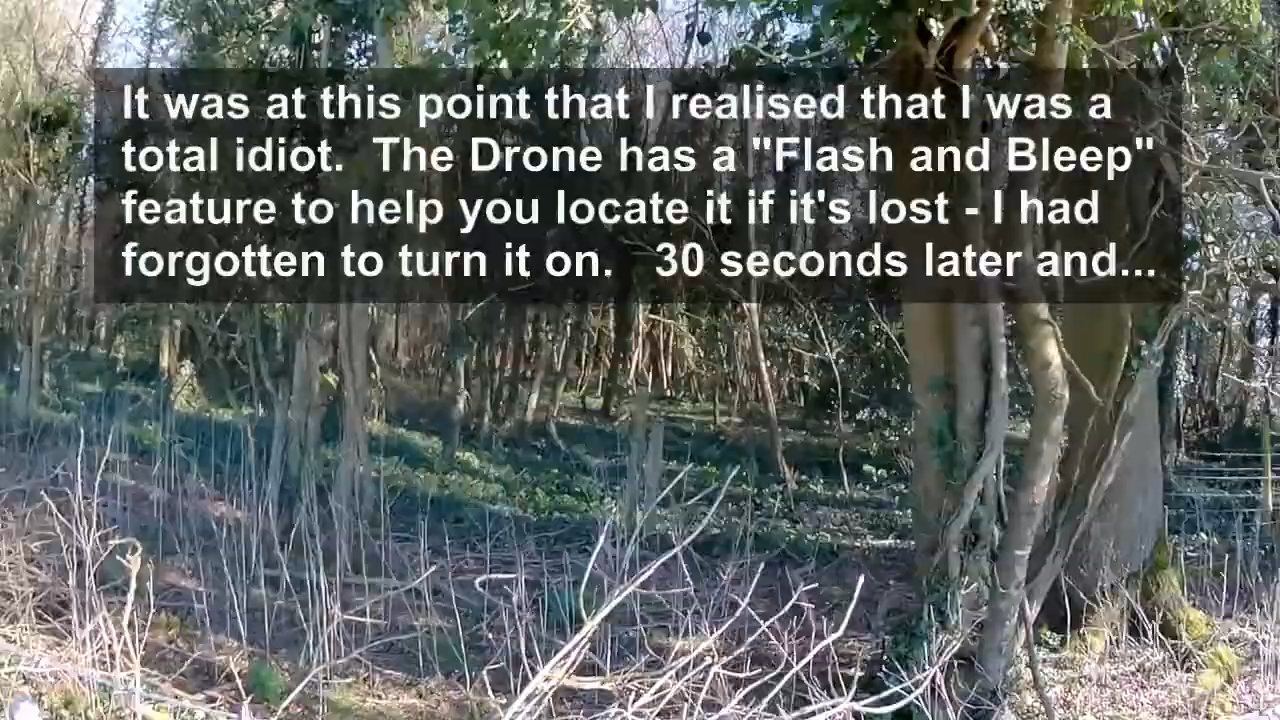 It was at this point that I realised that I was a
total idiot.  The Drone has a "Flash and Bleep"
feature to help you locate it if it's lost - I had
forgotten to turn it on.   30 seconds later and...